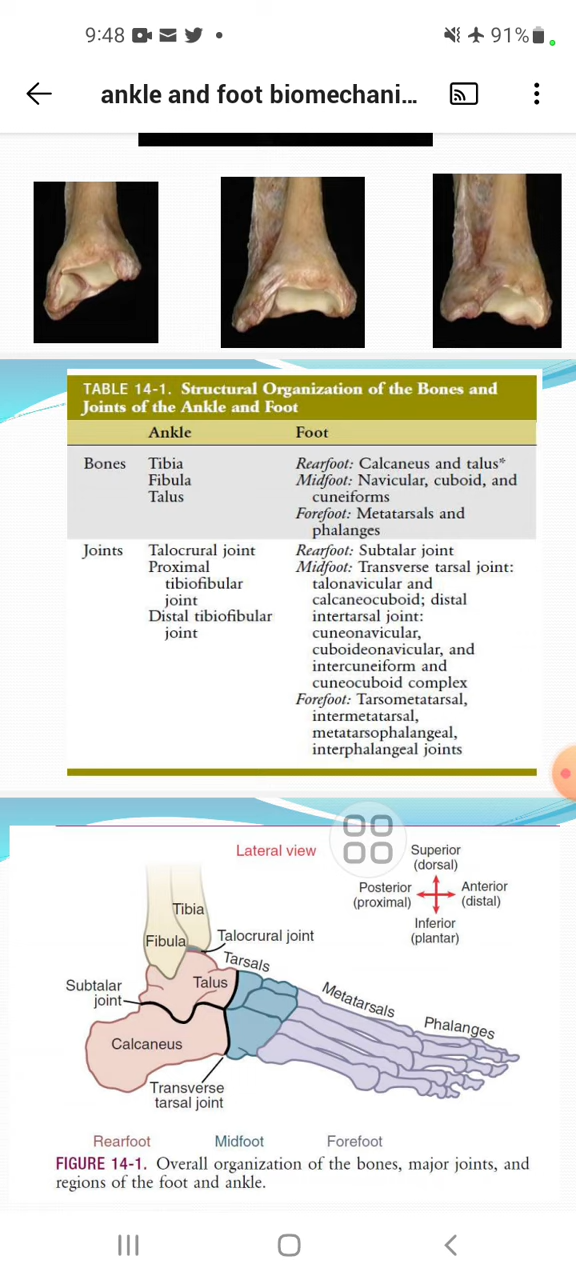 9:48
91%
ankle and foot biomechani...
TABLE 14-1. Structural Organization of the Bones and
Joints of the Ankle and Foot
Ankle Foot
Bones Tibia Rearfoot: Calcaneus and talus*
Fibula Midfoot: Navicular, cuboid, and
Talus cuneiforms
Forefoot: Metatarsals and
phalanges
Joints Talocrural joint Rearfoot: Subtalar joint
Proximal Midfoot: Transverse tarsal joint:
tibiofibular talonavicular and
joint calcaneocuboid; distal
Distal tibiofibular intertarsal joint:
joint cuneonavicular,
cuboideonavicular, and
intercuneiform and
cuneocuboid complex
Forefoot: Tarsometatarsal,
intermetatarsal,
metatarsophalangeal,
interphalangeal joints
Lateral view
Superior
(dorsal)
Posterior
(proximal)
Anterior
(distal)
Inferior
(plantar)
Tibia
Fibula
Talocrural joint
Tarsals
Subtalar
joint
Talus
Metatarsals
Phalanges
Calcaneus
Transverse
tarsal joint
Rearfoot Midfoot Forefoot
FIGURE 14-1. Overall organization of the bones, major joints, and
regions of the foot and ankle.